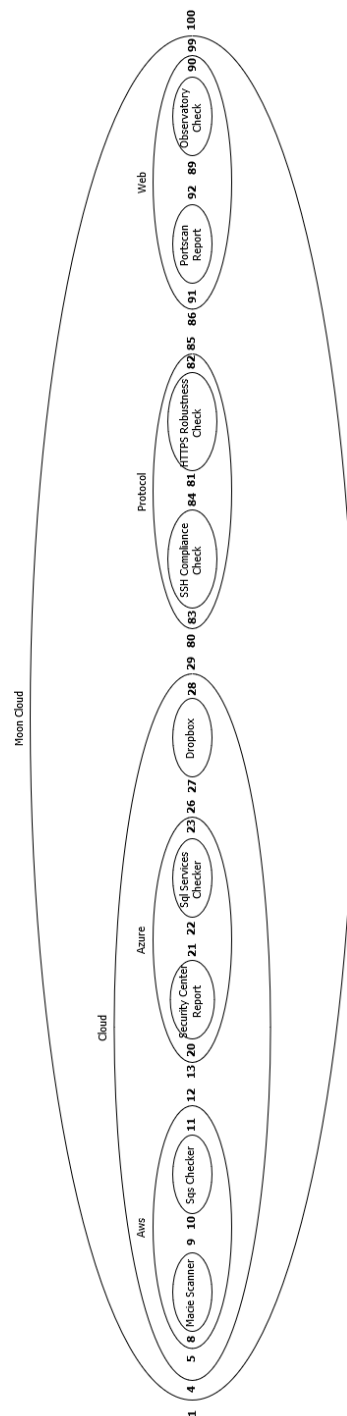 Moon Cloud
Cloud
Aws
Azure
Protocol
Web
1
4
5
8
Macie Scanner
9
10
Sqs Checker
11
12
13
20
Security Center
Report
21
22
Sql Services
Checker
23
26
27
Dropbox
28
29
80
83
SSH Compliance
Check
84
81
HTTPS Robustness
Check
82
85
86
91
Portscan
Report
92
89
Observatory
Check
90
99
100